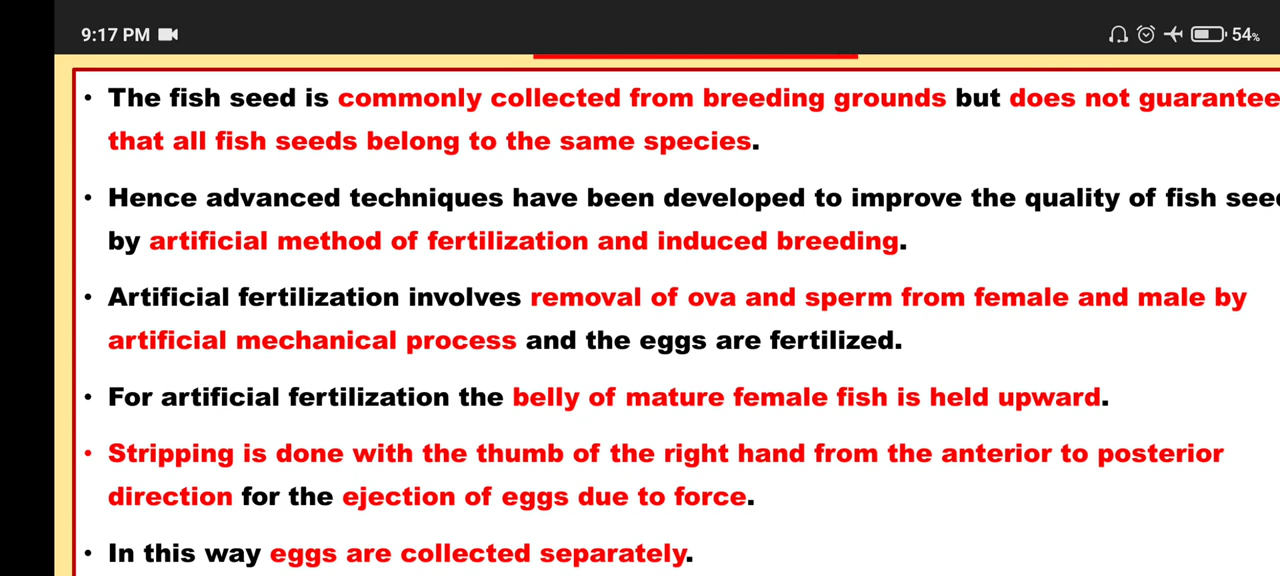 9:17 PM 54%
• The fish seed is commonly collected from breeding grounds but does not guarantee
that all fish seeds belong to the same species.
• Hence advanced techniques have been developed to improve the quality of fish seed
by artificial method of fertilization and induced breeding.
• Artificial fertilization involves removal of ova and sperm from female and male by
artificial mechanical process and the eggs are fertilized.
• For artificial fertilization the belly of mature female fish is held upward.
• Stripping is done with the thumb of the right hand from the anterior to posterior
direction for the ejection of eggs due to force.
• In this way eggs are collected separately.